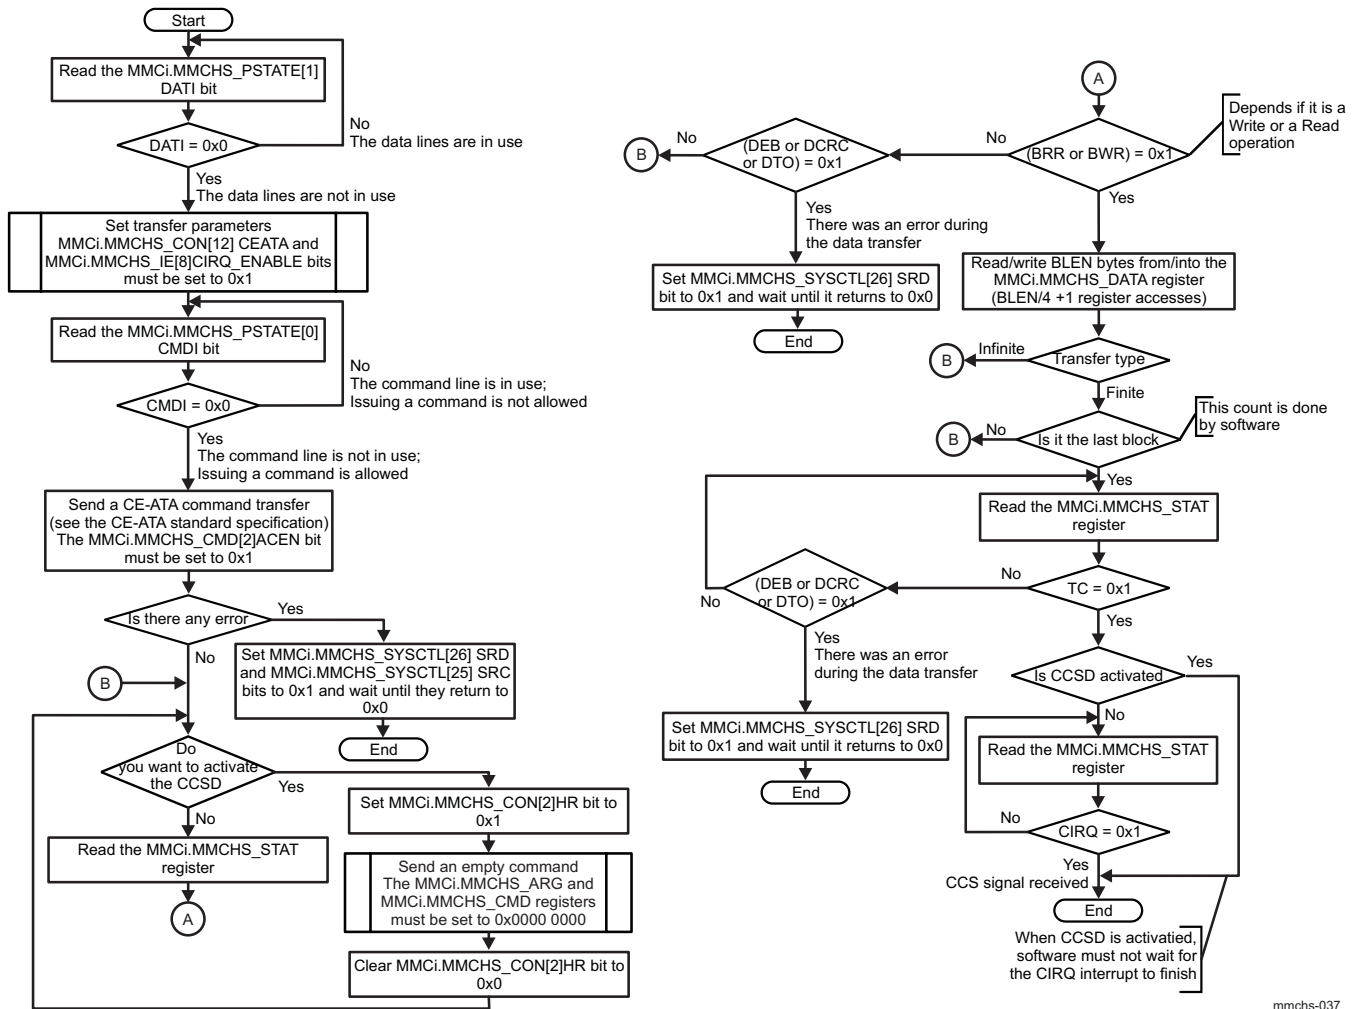 Start
Read the MMCi.MMCHS_PSTATE[1]
DATI bit
No
The data lines are in use
DATI = 0x0
Yes
The data lines are not in use
Set transfer parameters
MMCi.MMCHS_CON[12] CEATA and
MMCi.MMCHS_IE[8]CIRQ_ENABLE bits
must be set to 0x1
Read the MMCi.MMCHS_PSTATE[0]
CMDI bit
No
The command line is in use;
Issuing a command is not allowed
CMDI = 0x0
Yes
The command line is not in use;
Issuing a command is allowed
Send a CE-ATA command transfer
(see the CE-ATA standard specification)
The MMCi.MMCHS_CMD[2]ACEN bit
must be set to 0x1
Is there any error
Yes
No
Set MMCi.MMCHS_SYSCTL[26] SRD
and MMCi.MMCHS_SYSCTL[25] SRC
bits to 0x1 and wait until they return to
0x0
End
B
Do
you want to activate
the CCSD
Yes
No
Read the MMCi.MMCHS_STAT
register
A
Set MMCi.MMCHS_CON[2]HR bit to
0x1
Send an empty command
The MMCi.MMCHS_ARG and
MMCi.MMCHS_CMD registers
must be set to 0x0000 0000
Clear MMCi.MMCHS_CON[2]HR bit to
0x0
A
Depends if it is a
Write or a Read
operation
(BRR or BWR) = 0x1
No
Yes
(DEB or DCRC
or DTO) = 0x1
No
B
Yes
There was an error during
the data transfer
Set MMCi.MMCHS_SYSCTL[26] SRD
bit to 0x1 and wait until it returns to 0x0
End
Read/write BLEN bytes from/into the
MMCi.MMCHS_DATA register
(BLEN/4 +1 register accesses)
Transfer type
Infinite
B
Finite
This count is done
by software
Is it the last block
No
B
Yes
Read the MMCi.MMCHS_STAT
register
TC = 0x1
No
Yes
(DEB or DCRC
or DTO) = 0x1
No
Yes
There was an error
during the data transfer
Set MMCi.MMCHS_SYSCTL[26] SRD
bit to 0x1 and wait until it returns to 0x0
End
Is CCSD activated
Yes
No
Read the MMCi.MMCHS_STAT
register
CIRQ = 0x1
No
Yes
CCS signal received
End
When CCSD is activatied,
software must not wait for
the CIRQ interrupt to finish
mmchs-037